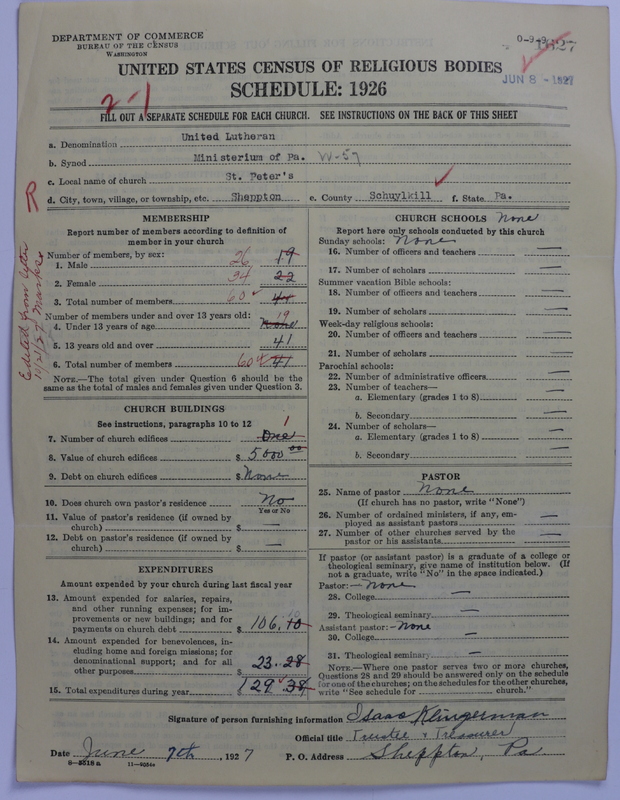 DEPARTMENT OF COMMERCE
BUREAU OF THE CENSUS
WASHINGTON
0-9-9
1827
JUN 8 - 1927
UNITED STATES CENSUS OF RELIGIOUS BODIES
SCHEDULE: 1926
2-1
FILL OUT A SEPARATE SCHEDULE FOR EACH CHURCH. SEE INSTRUCTIONS ON THE BACK OF THIS SHEET
a. Denomination United Lutheran
b. Synod Ministerium of Pa. W-57
c. Local name of church St. Peter's
d. City, town, village, or township, etc. Sheppton e. County Schuylkill f. State Pa.
R
Edited from letter
10/21/27 Marks
MEMBERSHIP
Report number of members according to definition of
member in your church
Number of members, by sex:
1. Male 26 19
2. Female 34 22
3. Total number of members 60 41
Number of members under and over 13 years old:
4. Under 13 years of age None 19
5. 13 years old and over 41
6. Total number of members 60 41
NOTE.—The total given under Question 6 should be the
same as the total of males and females given under Question 3.
CHURCH BUILDINGS
See instructions, paragraphs 10 to 12
7. Number of church edifices One 1
8. Value of church edifices $ 5000 00
9. Debt on church edifices $ None
10. Does church own pastor's residence No
Yes or No
11. Value of pastor's residence (if owned by
church) $ —
12. Debt on pastor's residence (if owned by
church) $ —
EXPENDITURES
Amount expended by your church during last fiscal year
13. Amount expended for salaries, repairs,
and other running expenses; for im-
provements or new buildings; and for
payments on church debt $ 106.10
14. Amount expended for benevolences, in-
cluding home and foreign missions; for
denominational support; and for all
other purposes $ 23.28
15. Total expenditures during year $ 129.38
CHURCH SCHOOLS None
Report here only schools conducted by this church
Sunday schools: None
16. Number of officers and teachers —
17. Number of scholars —
Summer vacation Bible schools:
18. Number of officers and teachers —
19. Number of scholars —
Week-day religious schools:
20. Number of officers and teachers —
21. Number of scholars —
Parochial schools:
22. Number of administrative officers —
23. Number of teachers—
a. Elementary (grades 1 to 8) —
b. Secondary —
24. Number of scholars—
a. Elementary (grades 1 to 8) —
b. Secondary —
PASTOR
25. Name of pastor None
(If church has no pastor, write "None")
26. Number of ordained ministers, if any, em-
ployed as assistant pastors —
27. Number of other churches served by the
pastor or his assistants —
If pastor (or assistant pastor) is a graduate of a college or
theological seminary, give name of institution below. (If
not a graduate, write "No" in the space indicated.)
Pastor:— None
28. College —
29. Theological seminary —
Assistant pastor:— None
30. College —
31. Theological seminary —
NOTE.—Where one pastor serves two or more churches,
Questions 28 and 29 should be answered only on the schedule
for one of the churches; on the schedules for the other churches,
write "See schedule for ........ church."
Signature of person furnishing information Isaac Klingerman
Official title Trustee & Treasurer
Date June 7th, 1927 P. O. Address Sheppton, Pa
8-5518a